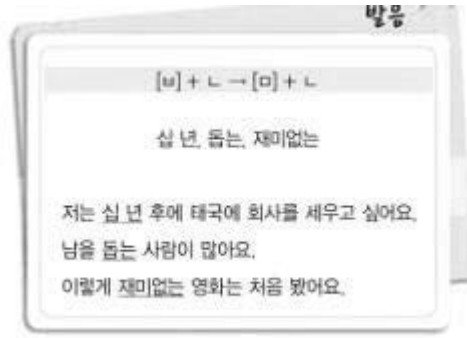 발음
[ㅂ] + ㄴ → [ㅁ] + ㄴ
십 년, 돕는, 재미없는
저는 십 년 후에 태국에 회사를 세우고 싶어요.
남을 돕는 사람이 많아요.
이렇게 재미없는 영화는 처음 봤어요.